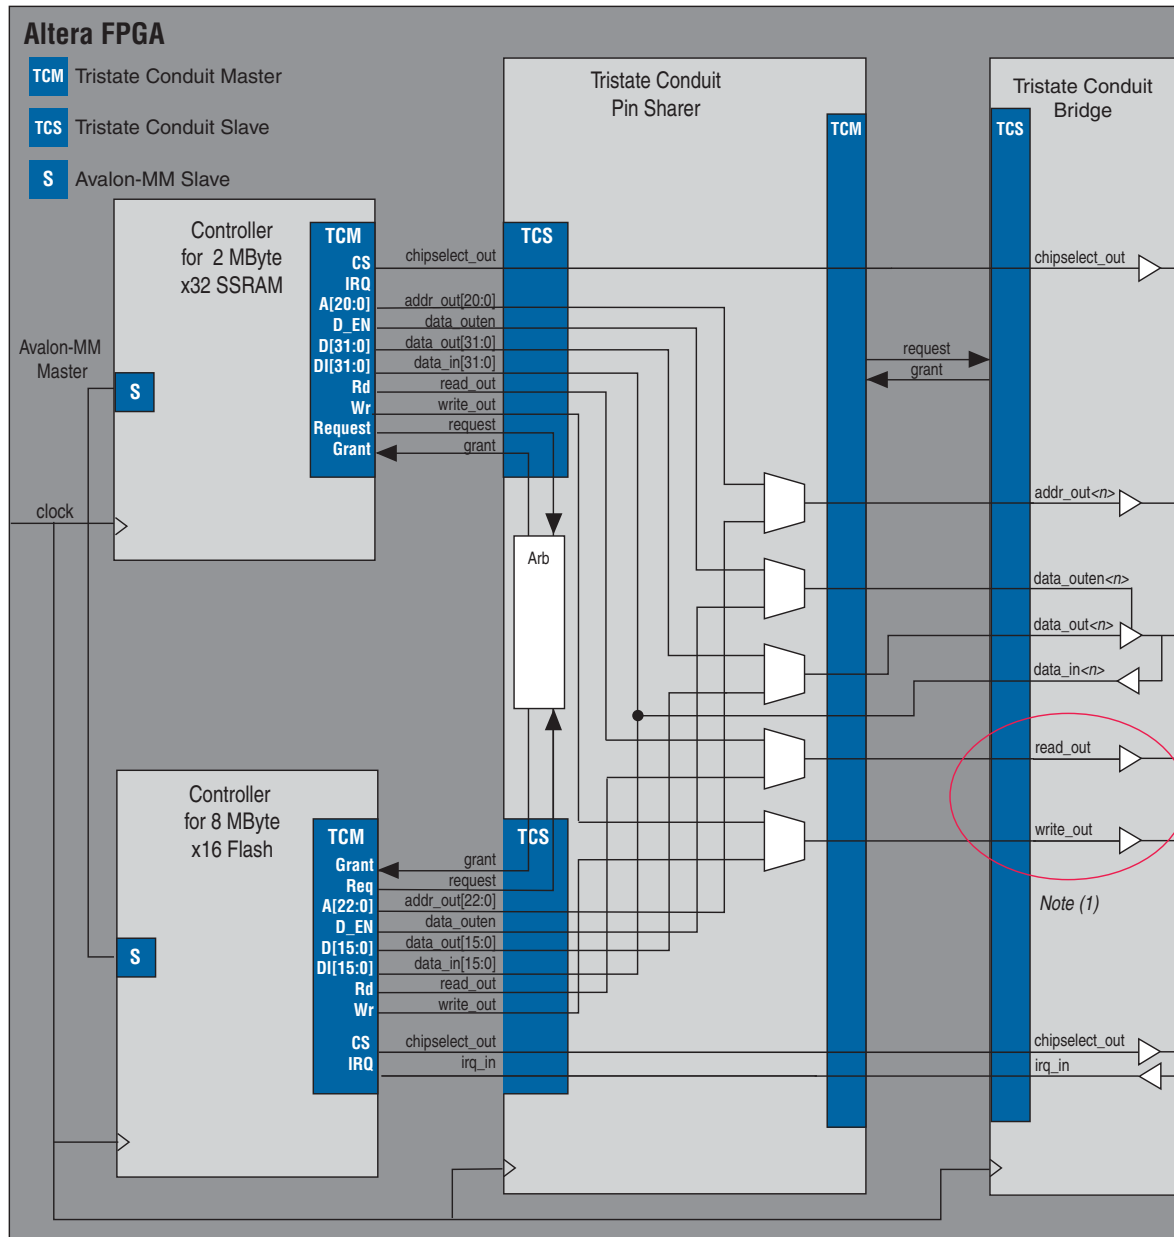 Altera FPGA
TCM Tristate Conduit Master
TCS Tristate Conduit Slave
S Avalon-MM Slave
Tristate Conduit
Pin Sharer
Tristate Conduit
Bridge
TCM
TCS
Controller
for 2 MByte
x32 SSRAM
Avalon-MM
Master
S
clock
TCM
CS
IRQ
A[20:0]
D_EN
D[31:0]
DI[31:0]
Rd
Wr
Request
Grant
chipselect_out
addr_out[20:0]
data_outen
data_out[31:0]
data_in[31:0]
read_out
write_out
request
grant
TCS
Arb
request
grant
chipselect_out
addr_out<n>
data_outen<n>
data_out<n>
data_in<n>
read_out
write_out
Note (1)
chipselect_out
irq_in
Controller
for 8 MByte
x16 Flash
S
TCM
Grant
Req
A[22:0]
D_EN
D[15:0]
DI[15:0]
Rd
Wr
CS
IRQ
grant
request
addr_out[22:0]
data_outen
data_out[15:0]
data_in[15:0]
read_out
write_out
chipselect_out
irq_in
TCS